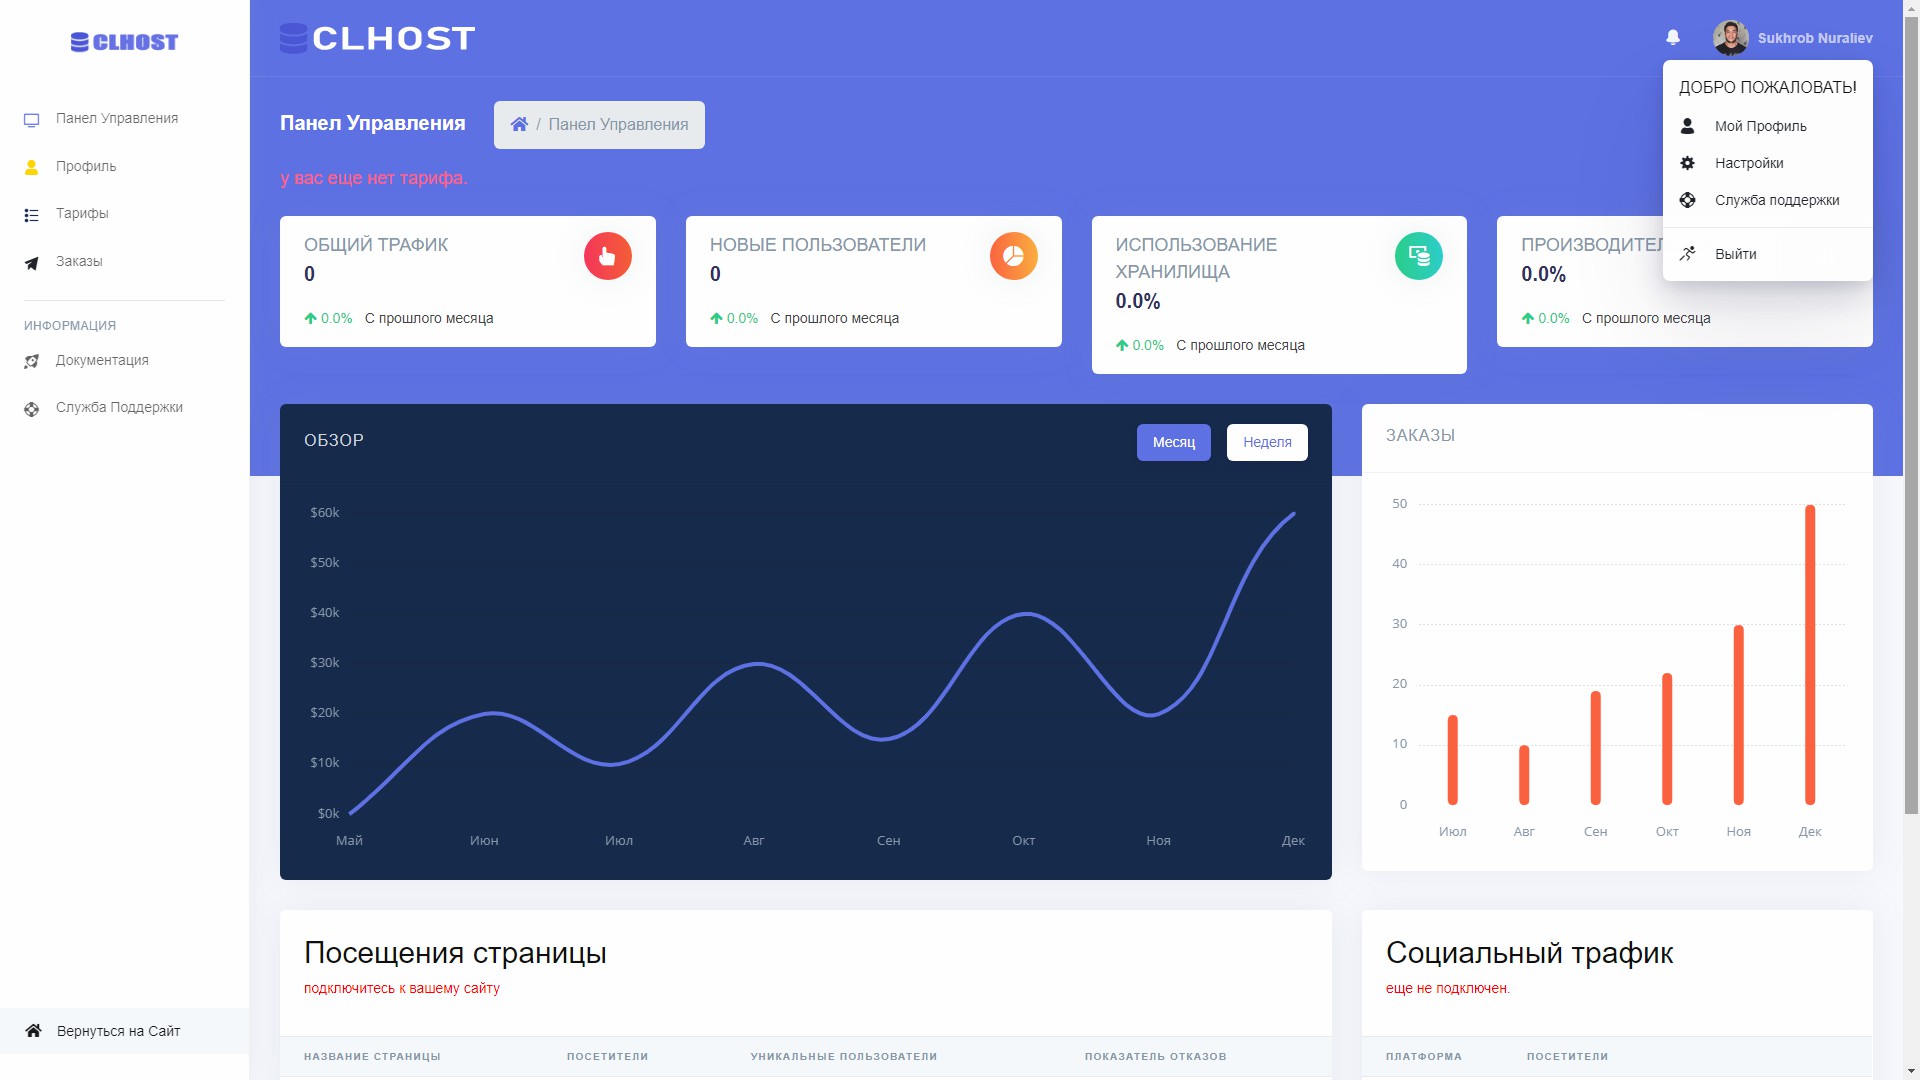 CLHOST
Панел Управления
Профиль
Тарифы
Заказы
ИНФОРМАЦИЯ
Документация
Служба Поддержки
Вернуться на Сайт
CLHOST
Sukhrob Nuraliev
ДОБРО ПОЖАЛОВАТЬ!
Мой Профиль
Настройки
Служба поддержки
Выйти
Панел Управления
/ Панел Управления
у вас еще нет тарифа.
ОБЩИЙ ТРАФИК
0
0.0% С прошлого месяца
НОВЫЕ ПОЛЬЗОВАТЕЛИ
0
0.0% С прошлого месяца
ИСПОЛЬЗОВАНИЕ
ХРАНИЛИЩА
0.0%
0.0% С прошлого месяца
ПРОИЗВОДИТЕЛ
0.0%
0.0% С прошлого месяца
ОБЗОР
Месяц
Неделя
$60k
$50k
$40k
$30k
$20k
$10k
$0k
Май Июн Июл Авг Сен Окт Ноя Дек
ЗАКАЗЫ
50
40
30
20
10
0
Июл Авг Сен Окт Ноя Дек
Посещения страницы
подключитесь к вашему сайту
НАЗВАНИЕ СТРАНИЦЫ ПОСЕТИТЕЛИ УНИКАЛЬНЫЕ ПОЛЬЗОВАТЕЛИ ПОКАЗАТЕЛЬ ОТКАЗОВ
Социальный трафик
еще не подключен.
ПЛАТФОРМА ПОСЕТИТЕЛИ